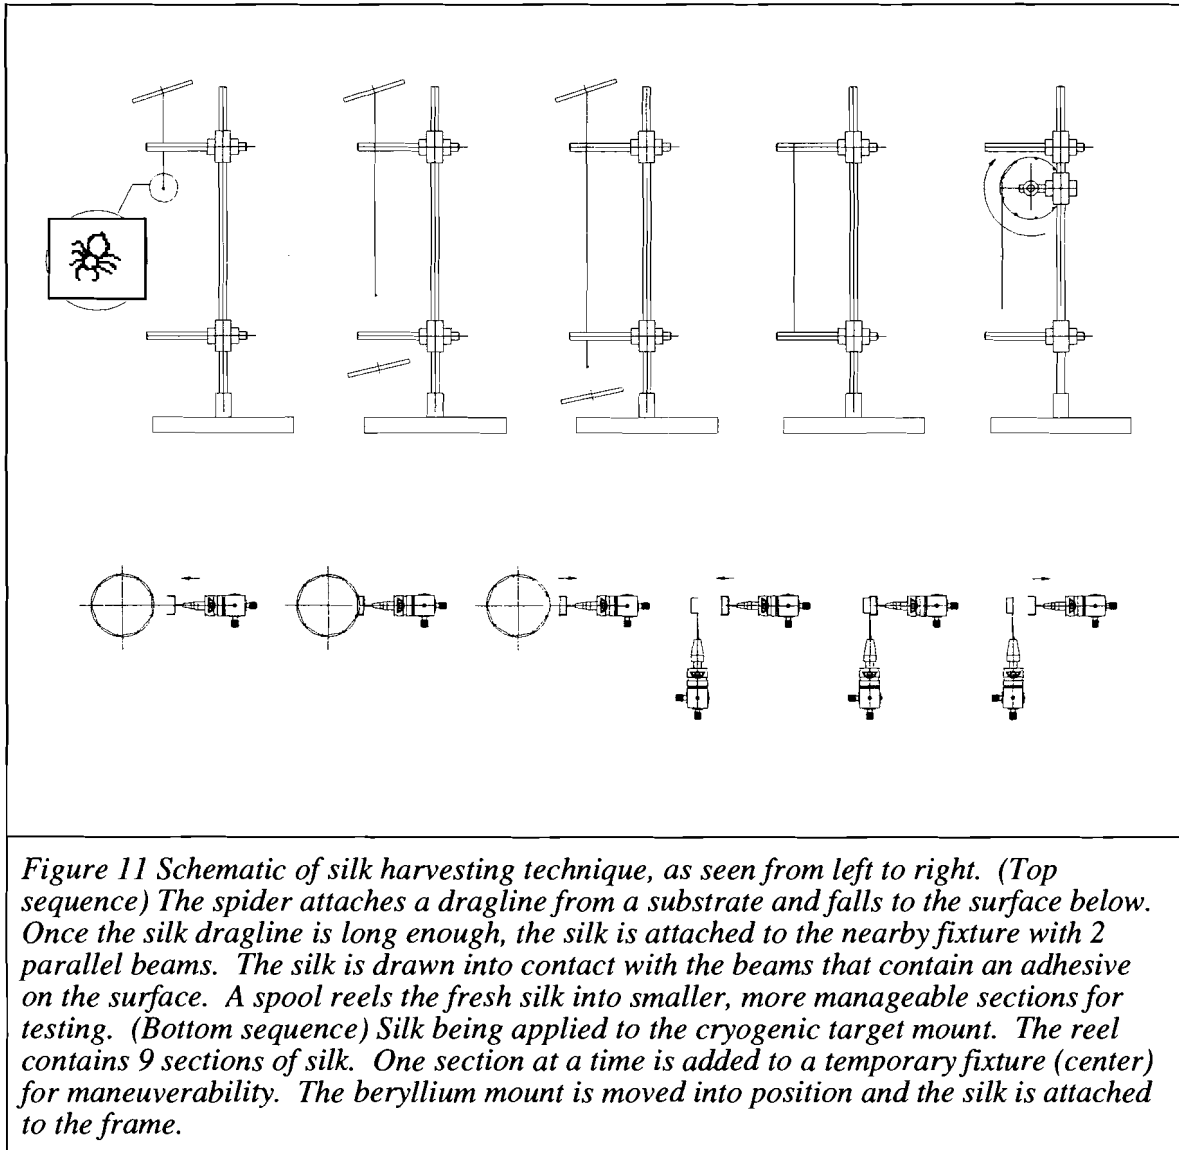 Figure 11 Schematic of silk harvesting technique, as seen from left to right. (Top
sequence) The spider attaches a dragline from a substrate and falls to the surface below.
Once the silk dragline is long enough, the silk is attached to the nearby fixture with 2
parallel beams. The silk is drawn into contact with the beams that contain an adhesive
on the surface. A spool reels the fresh silk into smaller, more manageable sections for
testing. (Bottom sequence) Silk being applied to the cryogenic target mount. The reel
contains 9 sections of silk. One section at a time is added to a temporary fixture (center)
for maneuverability. The beryllium mount is moved into position and the silk is attached
to the frame.